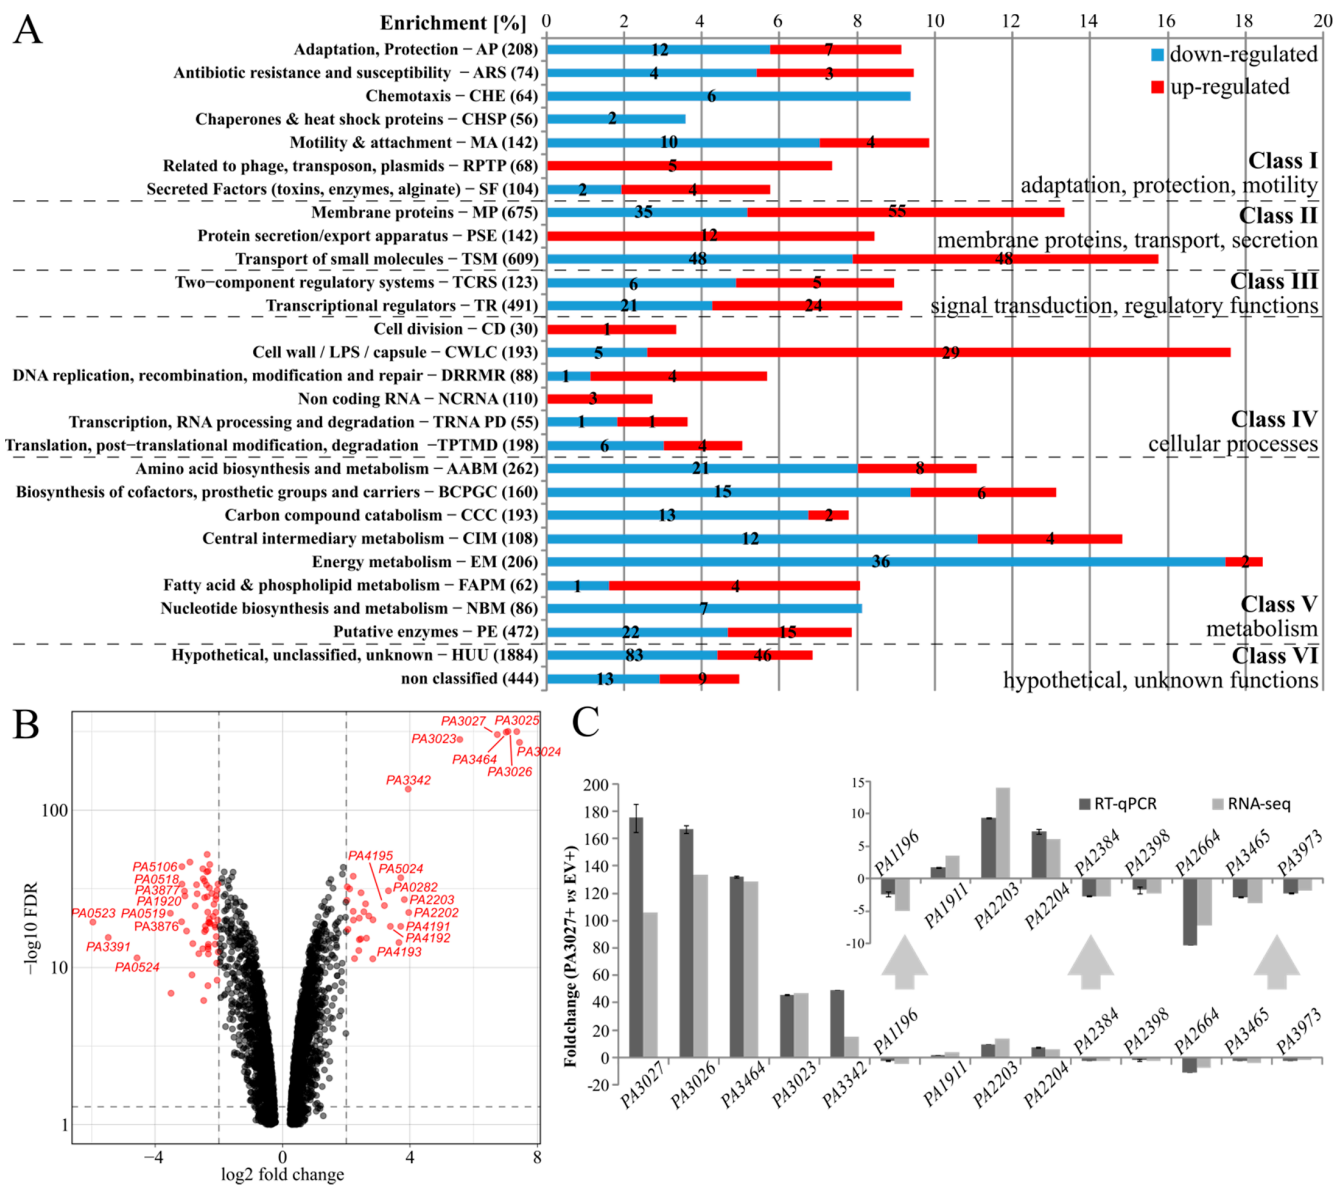 A
Enrichment [%]
0 2 4 6 8 10 12 14 16 18 20
Adaptation, Protection − AP (208) 12 7
down-regulated
Antibiotic resistance and susceptibility − ARS (74) 4 3
up-regulated
Chemotaxis − CHE (64) 6
Chaperones & heat shock proteins − CHSP (56) 2
Motility & attachment − MA (142) 10 4
Related to phage, transposon, plasmids − RPTP (68) 5
Class I
Secreted Factors (toxins, enzymes, alginate) − SF (104) 2 4
adaptation, protection, motility
Membrane proteins − MP (675) 35 55
Class II
Protein secretion/export apparatus − PSE (142) 12
membrane proteins, transport, secretion
Transport of small molecules − TSM (609) 48 48
Two−component regulatory systems − TCRS (123) 6 5
Class III
Transcriptional regulators − TR (491) 21 24
signal transduction, regulatory functions
Cell division − CD (30) 1
Cell wall / LPS / capsule − CWLC (193) 5 29
DNA replication, recombination, modification and repair − DRRMR (88) 1 4
Non coding RNA − NCRNA (110) 3
Transcription, RNA processing and degradation − TRNA PD (55) 1 1
Class IV
Translation, post−translational modification, degradation −TPTMD (198) 6 4
cellular processes
Amino acid biosynthesis and metabolism − AABM (262) 21 8
Biosynthesis of cofactors, prosthetic groups and carriers − BCPGC (160) 15 6
Carbon compound catabolism − CCC (193) 13 2
Central intermediary metabolism − CIM (108) 12 4
Energy metabolism − EM (206) 36 2
Fatty acid & phospholipid metabolism − FAPM (62) 1 4
Nucleotide biosynthesis and metabolism − NBM (86) 7
Class V
Putative enzymes − PE (472) 22 15
metabolism
Hypothetical, unclassified, unknown − HUU (1884) 83 46
Class VI
non classified (444) 13 9
hypothetical, unknown functions
B
−log10 FDR
100
10
1
−4 0 4 8
log2 fold change
PA3027 PA3025
PA3023
PA3024
PA3464
PA3026
PA3342
PA4195
PA5106
PA5024
PA0518
PA3877
PA0282
PA1920
PA2203
PA0523 PA0519
PA2202
PA3876
PA4191
PA4192
PA3391
PA4193
PA0524
C
Foldchange (PA3027+ vs EV+)
200
180
160
140
120
100
80
60
40
20
0
-20
PA3027 PA3026 PA3464 PA3023 PA3342 PA1196 PA1911 PA2203 PA2204 PA2384 PA2398 PA2664 PA3465 PA3973
15
10
5
0
-5
-10
RT-qPCR
RNA-seq
PA1196 PA1911 PA2203 PA2204 PA2384 PA2398 PA2664 PA3465 PA3973